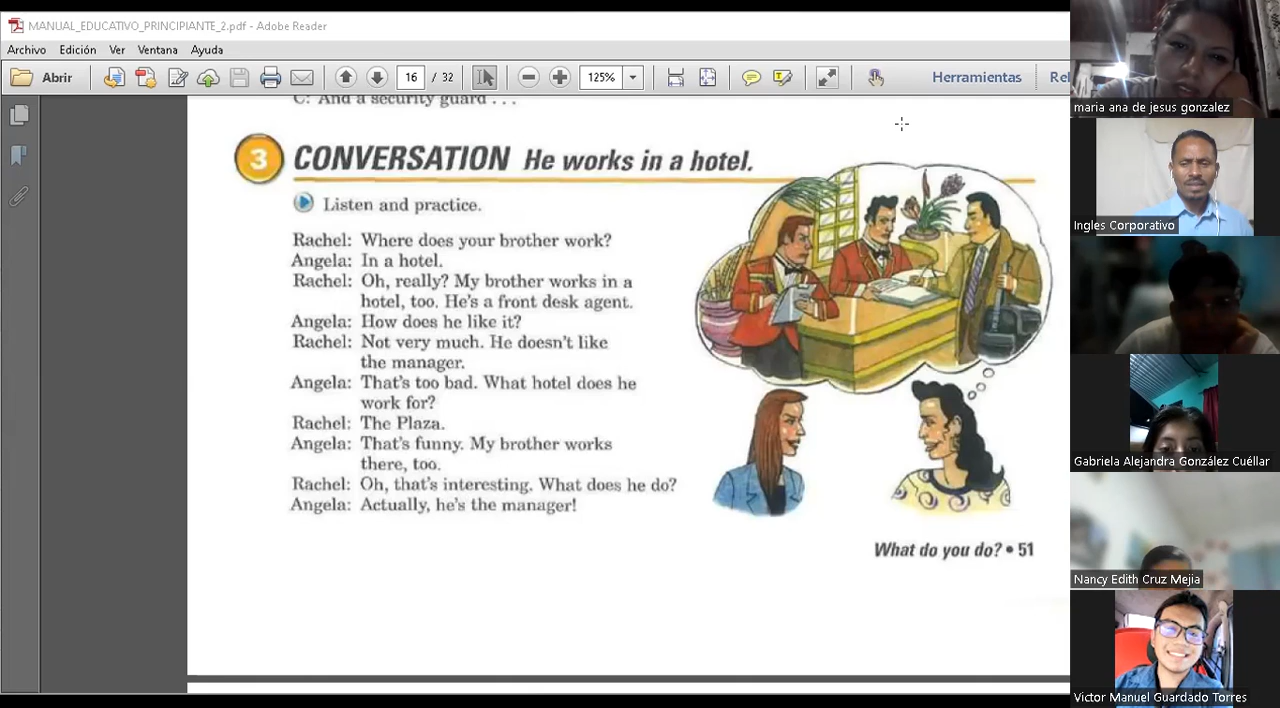 MANUAL_EDUCATIVO_PRINCIPIANTE_2.pdf - Adobe Reader
Archivo Edición Ver Ventana Ayuda
Abrir 16 / 32 125% Herramientas
C: And a security guard . . .
3 CONVERSATION He works in a hotel.
Listen and practice.
Rachel: Where does your brother work?
Angela: In a hotel.
Rachel: Oh, really? My brother works in a
hotel, too. He's a front desk agent.
Angela: How does he like it?
Rachel: Not very much. He doesn't like
the manager.
Angela: That's too bad. What hotel does he
work for?
Rachel: The Plaza.
Angela: That's funny. My brother works
there, too.
Rachel: Oh, that's interesting. What does he do?
Angela: Actually, he's the manager!
What do you do? • 51
maria ana de jesus gonzalez
Ingles Corporativo
Gabriela Alejandra González Cuéllar
Nancy Edith Cruz Mejia
Victor Manuel Guardado Torres